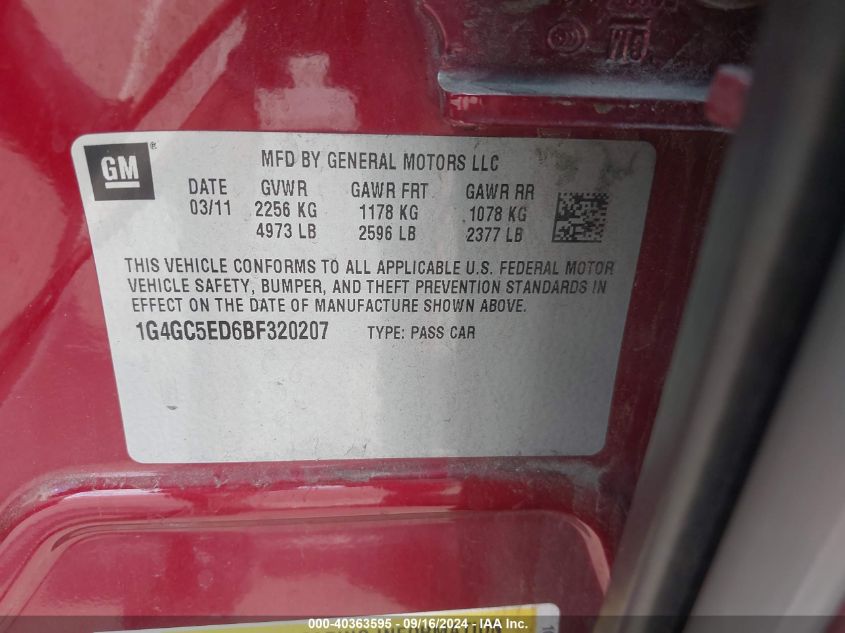 GM ®
MFD BY GENERAL MOTORS LLC
DATE GVWR GAWR FRT GAWR RR
03/11 2256 KG 1178 KG 1078 KG
4973 LB 2596 LB 2377 LB
THIS VEHICLE CONFORMS TO ALL APPLICABLE U.S. FEDERAL MOTOR
VEHICLE SAFETY, BUMPER, AND THEFT PREVENTION STANDARDS IN
EFFECT ON THE DATE OF MANUFACTURE SHOWN ABOVE.
1G4GC5ED6BF320207 TYPE: PASS CAR
INFORMATION
000-40363595 - 09/16/2024 - IAA Inc.